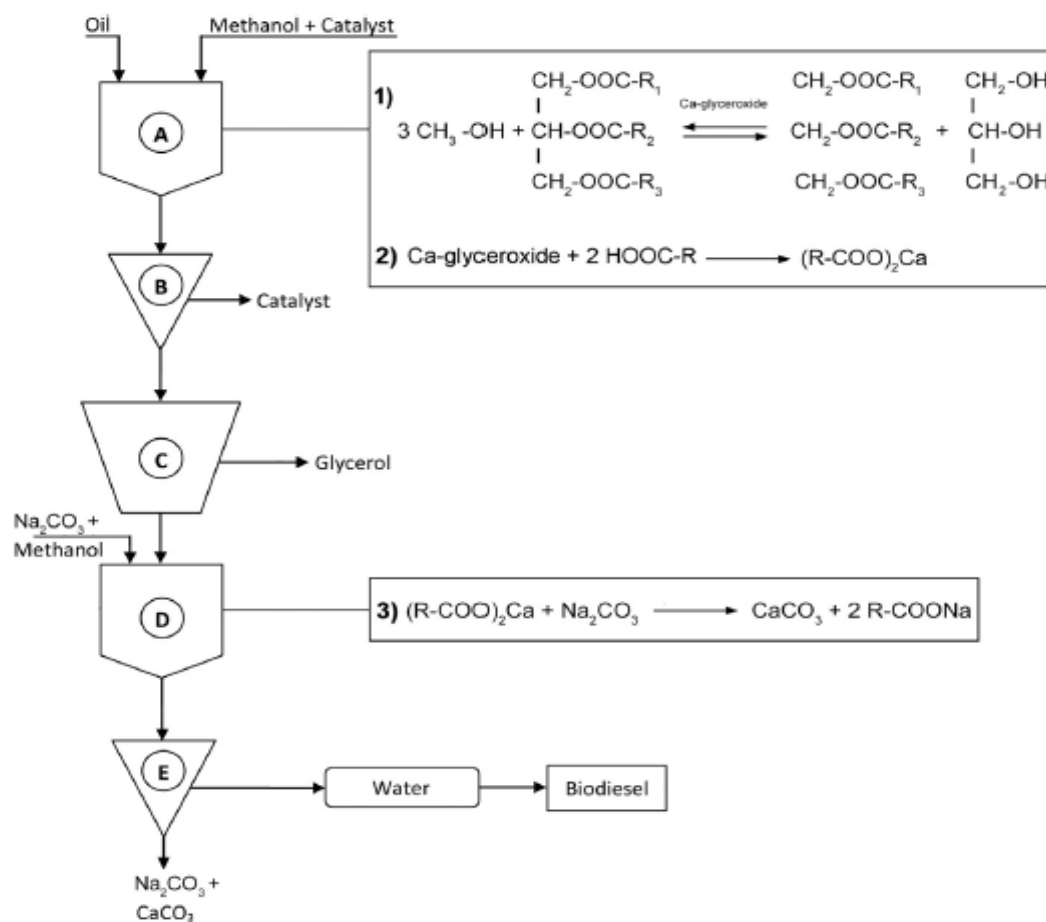 Oil
Methanol + Catalyst
A
1)
CH₂-OOC-R₁
3 CH₃ -OH + CH-OOC-R₂
CH₂-OOC-R₃
Ca-glyceroxide
CH₂-OOC-R₁
CH₂-OOC-R₂ +
CH₂-OOC-R₃
CH₂-OH
CH-OH
CH₂-OH
2) Ca-glyceroxide + 2 HOOC-R → (R-COO)₂Ca
B
Catalyst
C
Glycerol
Na₂CO₃ +
Methanol
D
3) (R-COO)₂Ca + Na₂CO₃ → CaCO₃ + 2 R-COONa
E
Water
Biodiesel
Na₂CO₃ +
CaCO₃